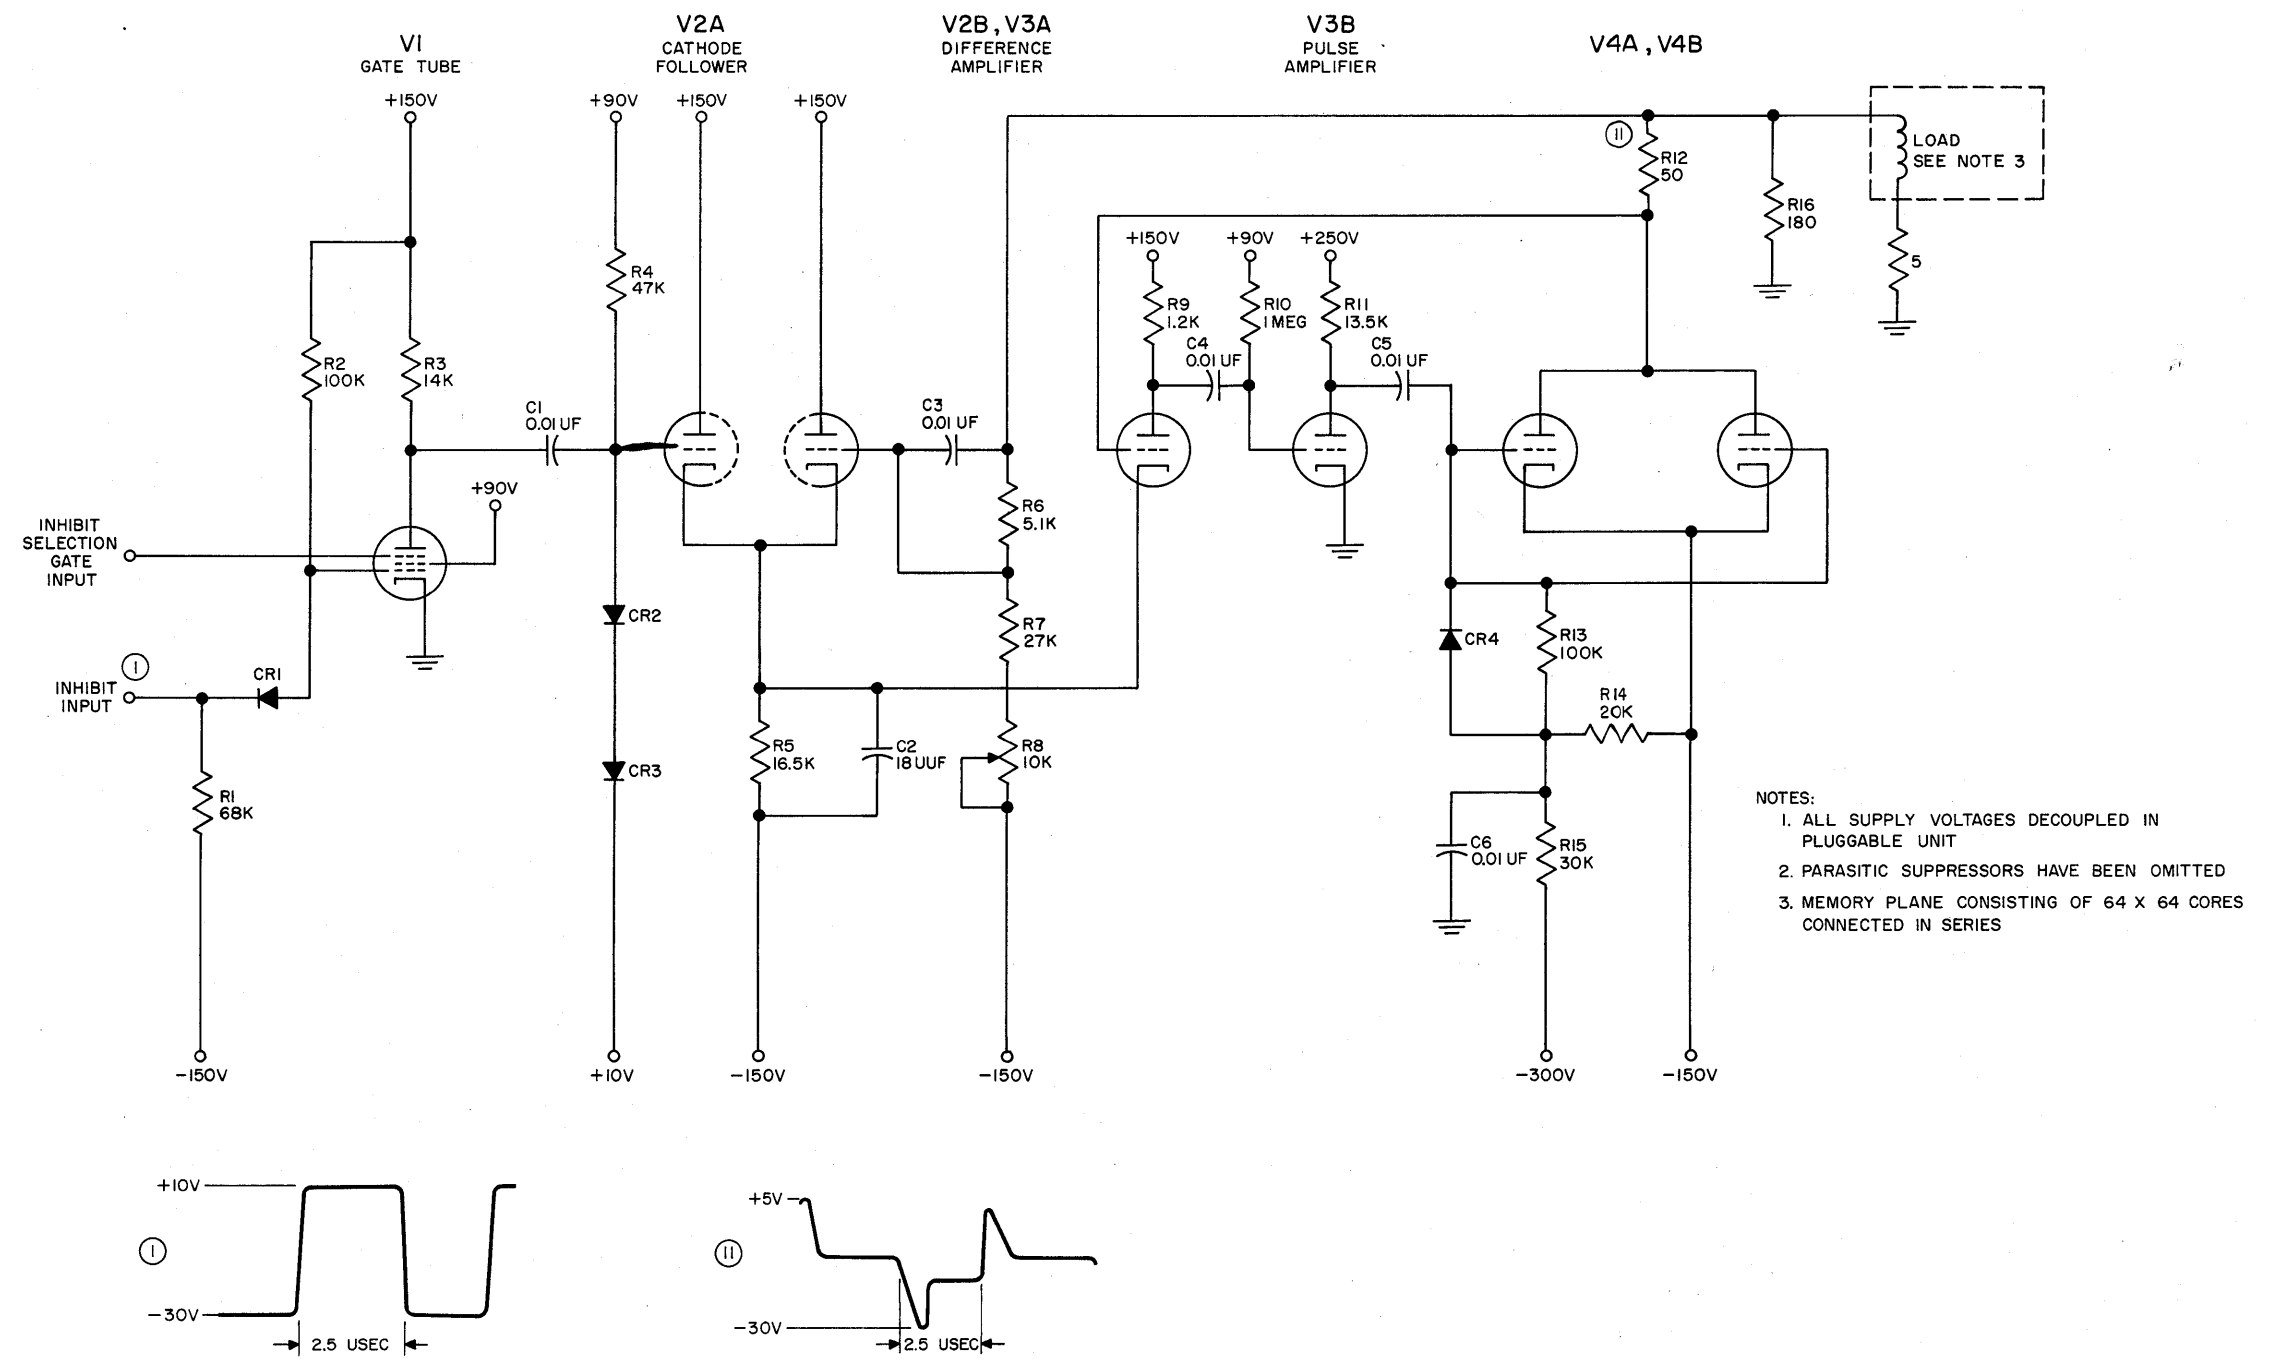 V1
GATE TUBE
+150V
V2A
CATHODE
FOLLOWER
+90V
+150V
V2B, V3A
DIFFERENCE
AMPLIFIER
+150V
V3B
PULSE
AMPLIFIER
V4A, V4B
II
R12
50
LOAD
SEE NOTE 3
R16
180
5
+150V
+90V
+250V
R9
1.2K
R10
1 MEG
R11
13.5K
C4
0.01 UF
C5
0.01 UF
R4
47K
R2
100K
R3
14K
C1
0.01 UF
C3
0.01 UF
+90V
R6
5.1K
INHIBIT
SELECTION
GATE
INPUT
CR2
R7
27K
CR4
R13
100K
I
INHIBIT
INPUT
CR1
R14
20K
R1
68K
CR3
R5
16.5K
C2
18UUF
R8
10K
C6
0.01 UF
R15
30K
NOTES:
1. ALL SUPPLY VOLTAGES DECOUPLED IN
PLUGGABLE UNIT
2. PARASITIC SUPPRESSORS HAVE BEEN OMITTED
3. MEMORY PLANE CONSISTING OF 64 X 64 CORES
CONNECTED IN SERIES
-150V
+10V
-150V
-150V
-300V
-150V
+10V
I
-30V
2.5 USEC
+5V
II
-30V
2.5 USEC